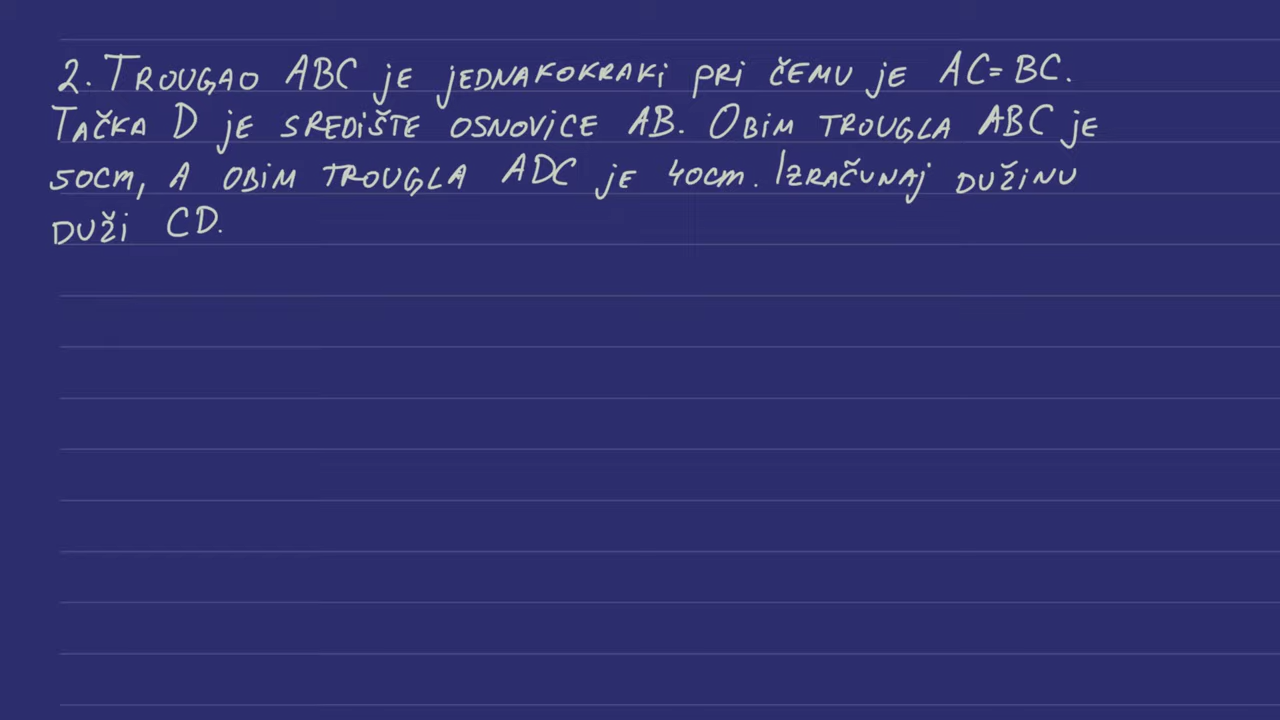 2. TROUGAO ABC JE JEDNAKOKRAKI PRI ČEMU JE AC=BC.
TAČKA D JE SREDIŠTE OSNOVICE AB. OBIM TROUGLA ABC JE
50CM, A OBIM TROUGLA ADC JE 40CM. IZRAČUNAJ DUŽINU
DUŽI CD.